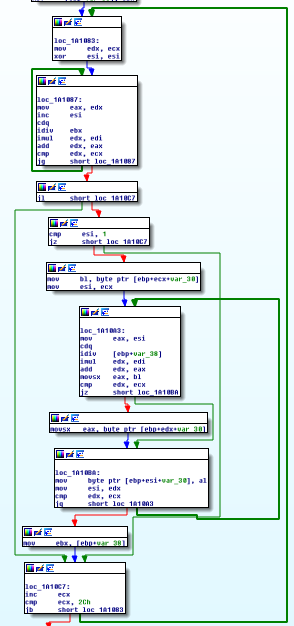 loc_1A1083:
mov edx, ecx
xor esi, esi
loc_1A1087:
mov eax, edx
inc esi
cdq
idiv ebx
imul edx, edi
add edx, eax
cmp edx, ecx
jg short loc_1A1087
jl short loc_1A10C7
cmp esi, 1
jz short loc_1A10C7
mov bl, byte ptr [ebp+ecx+var_30]
mov esi, ecx
loc_1A10A3:
mov eax, esi
cdq
idiv [ebp+var_38]
imul edx, edi
add edx, eax
movsx eax, bl
cmp edx, ecx
jz short loc_1A10BA
movsx eax, byte ptr [ebp+edx+var_30]
loc_1A10BA:
mov byte ptr [ebp+esi+var_30], al
mov esi, edx
cmp edx, ecx
jg short loc_1A10A3
mov ebx, [ebp+var_38]
loc_1A10C7:
inc ecx
cmp ecx, 2Ch
jb short loc_1A1083